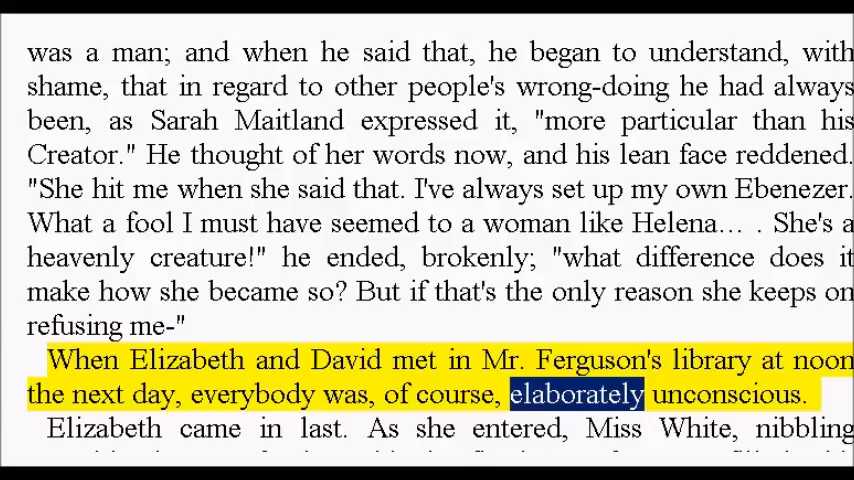 was a man; and when he said that, he began to understand, with
shame, that in regard to other people's wrong-doing he had always
been, as Sarah Maitland expressed it, "more particular than his
Creator." He thought of her words now, and his lean face reddened.
"She hit me when she said that. I've always set up my own Ebenezer.
What a fool I must have seemed to a woman like Helena... . She's a
heavenly creature!" he ended, brokenly; "what difference does it
make how she became so? But if that's the only reason she keeps on
refusing me-"
When Elizabeth and David met in Mr. Ferguson's library at noon
the next day, everybody was, of course, elaborately unconscious.
Elizabeth came in last. As she entered, Miss White, nibbling